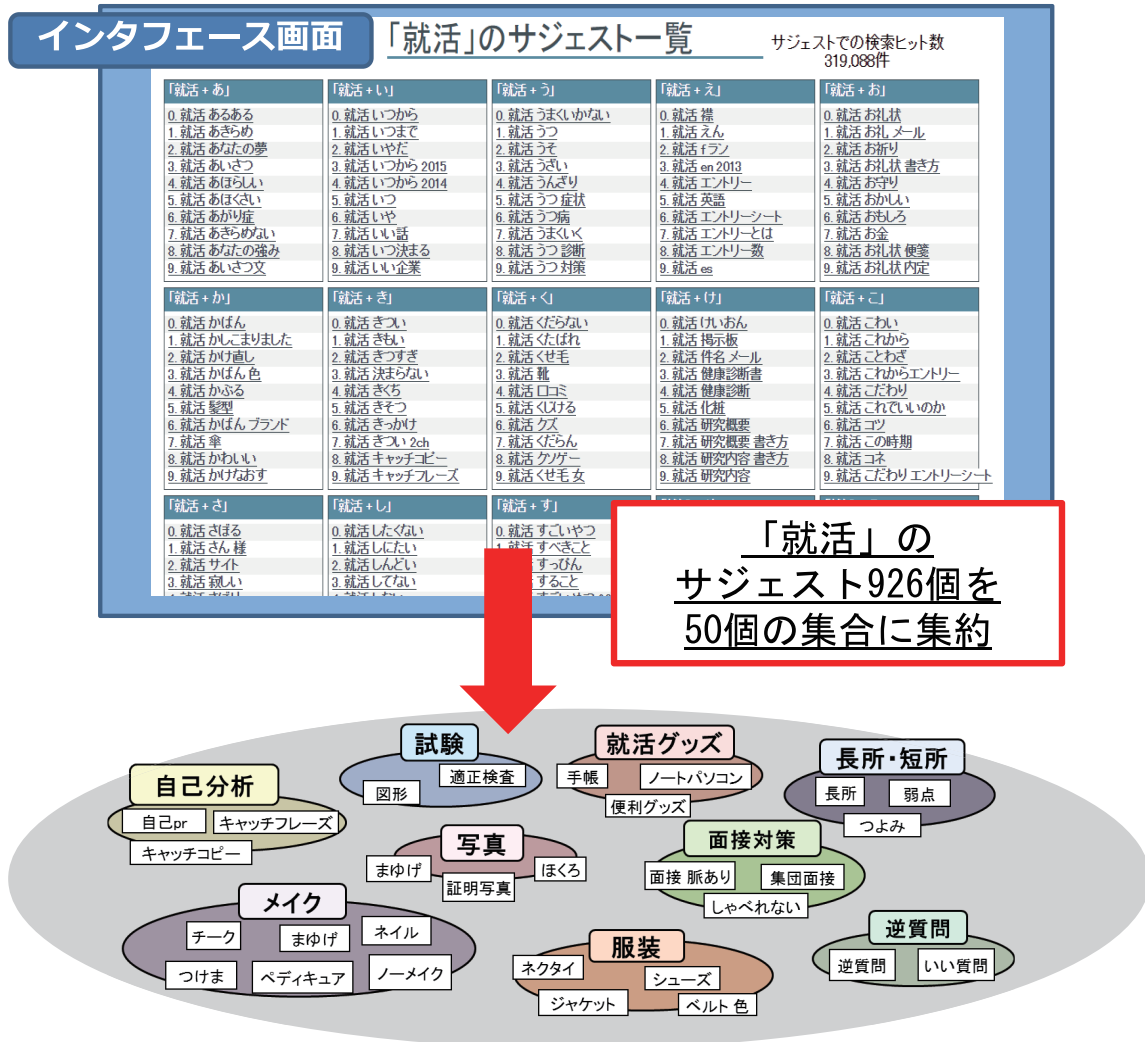 インタフェース画面
「就活」のサジェスト一覧
サジェストでの検索ヒット数
319,088件
「就活 + あ」
0. 就活 あるある
1. 就活 あきらめ
2. 就活 あなたの夢
3. 就活 あいさつ
4. 就活 あほらしい
5. 就活 あほくさい
6. 就活 あがり症
7. 就活 あきらめない
8. 就活 あなたの強み
9. 就活 あいさつ文
「就活 + い」
0. 就活 いつから
1. 就活 いつまで
2. 就活 いやだ
3. 就活 いつから 2015
4. 就活 いつから 2014
5. 就活 いつ
6. 就活 いや
7. 就活 いい話
8. 就活 いつ決まる
9. 就活 いい企業
「就活 + う」
0. 就活 うまくいかない
1. 就活 うつ
2. 就活 うそ
3. 就活 うざい
4. 就活 うんざり
5. 就活 うつ 症状
6. 就活 うつ病
7. 就活 うまくいく
8. 就活 うつ 診断
9. 就活 うつ 対策
「就活 + え」
0. 就活 襟
1. 就活 えん
2. 就活 f ラン
3. 就活 en 2013
4. 就活 エントリー
5. 就活 英語
6. 就活 エントリーシート
7. 就活 エントリーとは
8. 就活 エントリー数
9. 就活 es
「就活 + お」
0. 就活 お礼状
1. 就活 お礼 メール
2. 就活 お祈り
3. 就活 お礼状 書き方
4. 就活 お守り
5. 就活 おかしい
6. 就活 おもしろ
7. 就活 お金
8. 就活 お礼状 便箋
9. 就活 お礼状 内定
「就活 + か」
0. 就活 かばん
1. 就活 かしこまりました
2. 就活 かけ直し
3. 就活 かばん 色
4. 就活 かぶる
5. 就活 髪型
6. 就活 かばん ブランド
7. 就活 傘
8. 就活 かわいい
9. 就活 かけなおす
「就活 + き」
0. 就活 きつい
1. 就活 きもい
2. 就活 きつすぎ
3. 就活 決まらない
4. 就活 きくち
5. 就活 きそつ
6. 就活 きっかけ
7. 就活 きつい 2ch
8. 就活 キャッチコピー
9. 就活 キャッチフレーズ
「就活 + く」
0. 就活 くだらない
1. 就活 くたばれ
2. 就活 くせ毛
3. 就活 靴
4. 就活 口コミ
5. 就活 くじける
6. 就活 クズ
7. 就活 くだらん
8. 就活 クソゲー
9. 就活 くせ毛 女
「就活 + け」
0. 就活 けいおん
1. 就活 掲示板
2. 就活 件名 メール
3. 就活 健康診断書
4. 就活 健康診断
5. 就活 化粧
6. 就活 研究概要
7. 就活 研究概要 書き方
8. 就活 研究内容 書き方
9. 就活 研究内容
「就活 + こ」
0. 就活 こわい
1. 就活 これから
2. 就活 ことわざ
3. 就活 これからエントリー
4. 就活 こだわり
5. 就活 これでいいのか
6. 就活 コツ
7. 就活 この時期
8. 就活 コネ
9. 就活 こだわり エントリーシート
「就活 + さ」
0. 就活 さぼる
1. 就活 さん 様
2. 就活 サイト
3. 就活 寂しい
「就活 + し」
0. 就活 したくない
1. 就活 しにたい
2. 就活 しんどい
3. 就活 してない
「就活 + す」
0. 就活 すごいやつ
1. 就活 すべきこと
すっぴん
すること
「就活」の
サジェスト926個を
50個の集合に集約
自己分析
自己pr
キャッチフレーズ
キャッチコピー
試験
適正検査
図形
就活グッズ
手帳
ノートパソコン
便利グッズ
長所・短所
長所
弱点
つよみ
写真
まゆげ
ほくろ
証明写真
面接対策
面接 脈あり
集団面接
しゃべれない
メイク
チーク
まゆげ
ネイル
つけま
ペディキュア
ノーメイク
服装
ネクタイ
シューズ
ジャケット
ベルト 色
逆質問
逆質問
いい質問